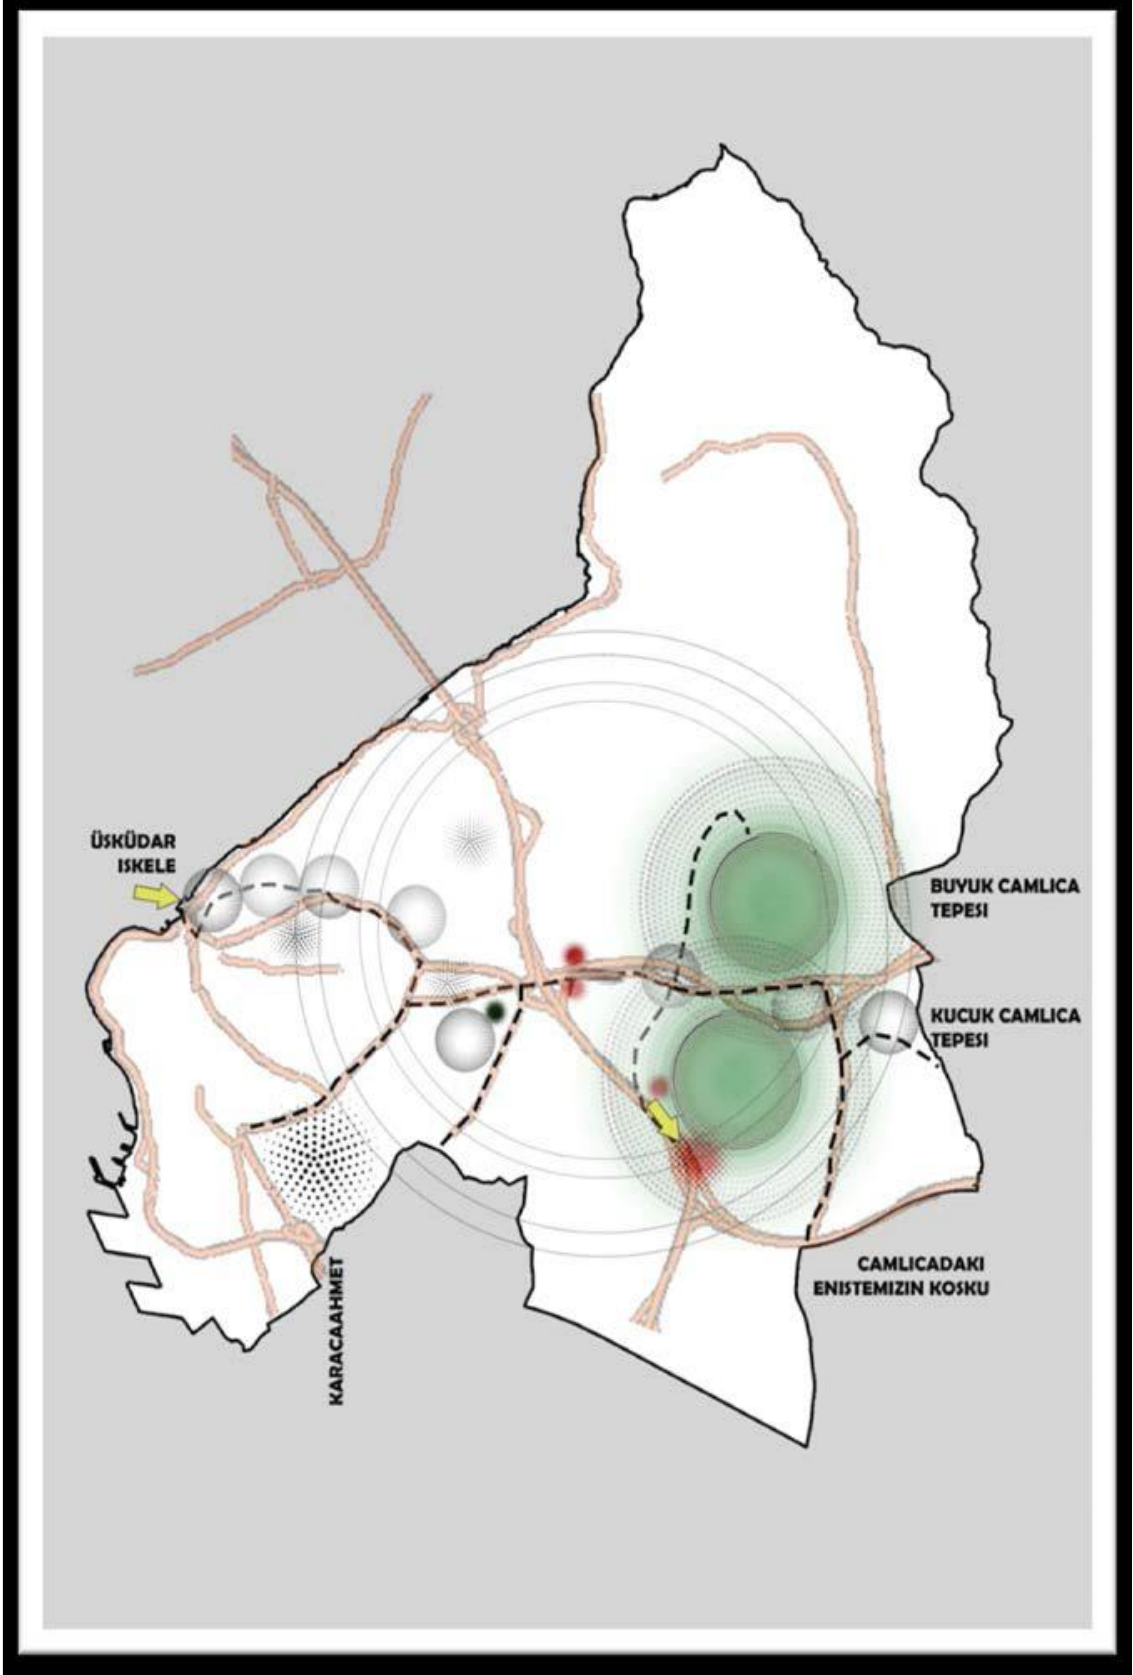 ÜSKÜDAR
ISKELE
BUYUK CAMLICA
TEPESI
KUCUK CAMLICA
TEPESI
CAMLICADAKI
ENISTEMIZIN KOSKU
KARACAAHMET